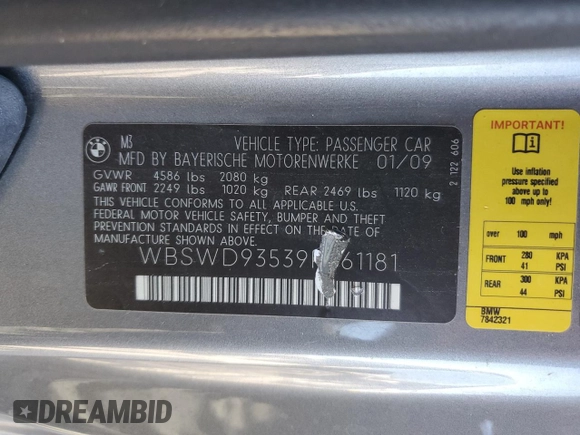 BMW
M3
VEHICLE TYPE: PASSENGER CAR
MFD BY BAYERISCHE MOTORENWERKE 01/09
GVWR 4586 lbs 2080 kg
GAWR FRONT 2249 lbs 1020 kg REAR 2469 lbs 1120 kg
THIS VEHICLE CONFORMS TO ALL APPLICABLE U.S.
FEDERAL MOTOR VEHICLE SAFETY, BUMPER AND THEFT
PREVENTION STANDARDS IN EFFECT ON THE DATE
OF MANUFACTURE SHOWN ABOVE.
2 122 606
IMPORTANT!
Use inflation
pressures specified
below at up to
100 mph only!
over 100 mph
FRONT 280 KPA
41 PSI
REAR 300 KPA
44 PSI
BMW
7842321
DREAMBID